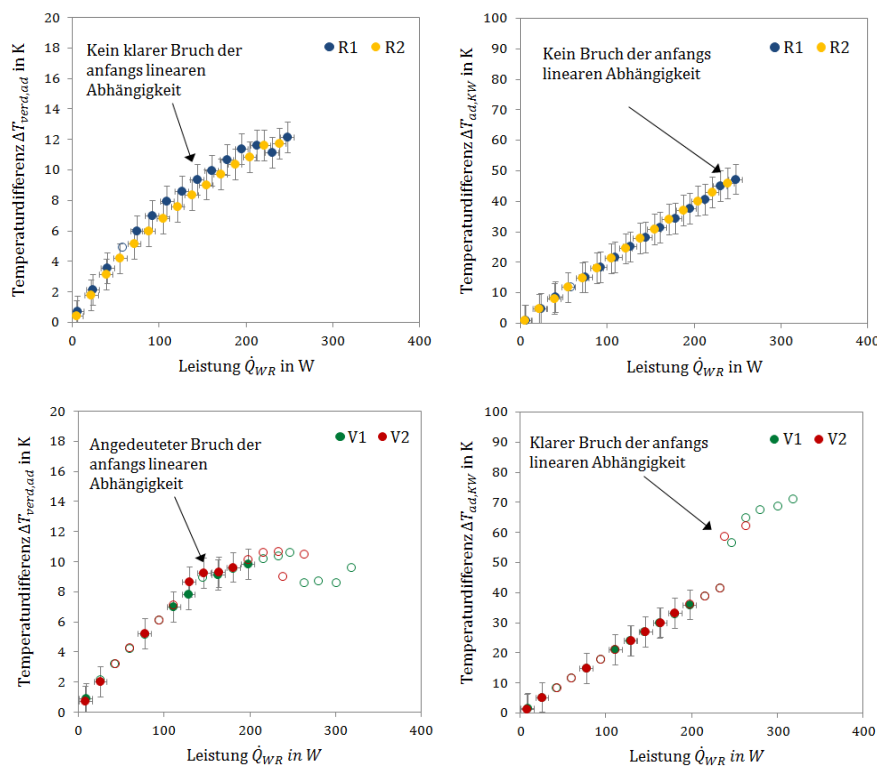 Temperaturdifferenz ΔT_verd,ad in K
20
18
16
14
12
10
8
6
4
2
0
Kein klarer Bruch der
anfangs linearen
Abhängigkeit
R1 R2
0 100 200 300 400
Leistung Q̇_WR in W
Temperaturdifferenz ΔT_ad,KW in K
100
90
80
70
60
50
40
30
20
10
0
Kein Bruch der anfangs
linearen Abhängigkeit
R1 R2
0 100 200 300 400
Leistung Q̇_WR in W
Temperaturdifferenz ΔT_verd,ad in K
20
18
16
14
12
10
8
6
4
2
0
Angedeuteter Bruch der
anfangs linearen
Abhängigkeit
V1 V2
0 100 200 300 400
Leistung Q̇_WR in W
Temperaturdifferenz ΔT_ad,KW in K
100
90
80
70
60
50
40
30
20
10
0
Klarer Bruch der anfangs
linearen Abhängigkeit
V1 V2
0 100 200 300 400
Leistung Q̇_WR in W